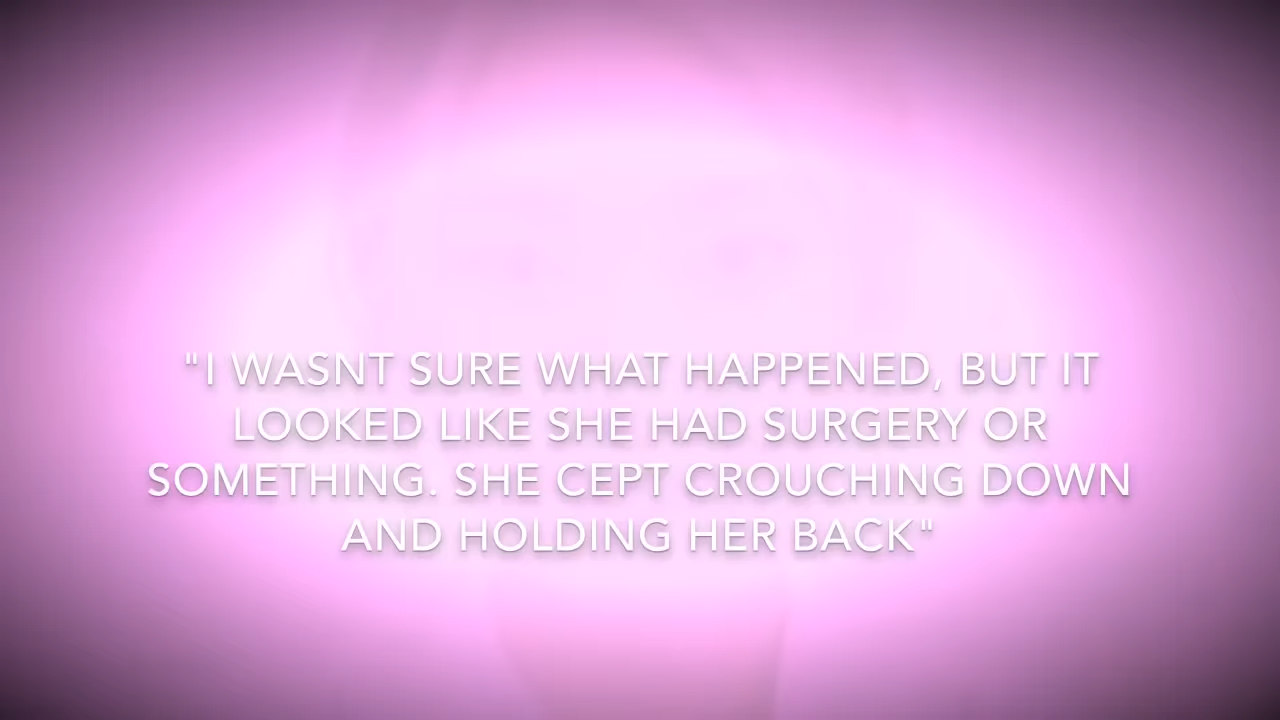 "I WASNT SURE WHAT HAPPENED, BUT IT
LOOKED LIKE SHE HAD SURGERY OR
SOMETHING. SHE CEPT CROUCHING DOWN
AND HOLDING HER BACK"